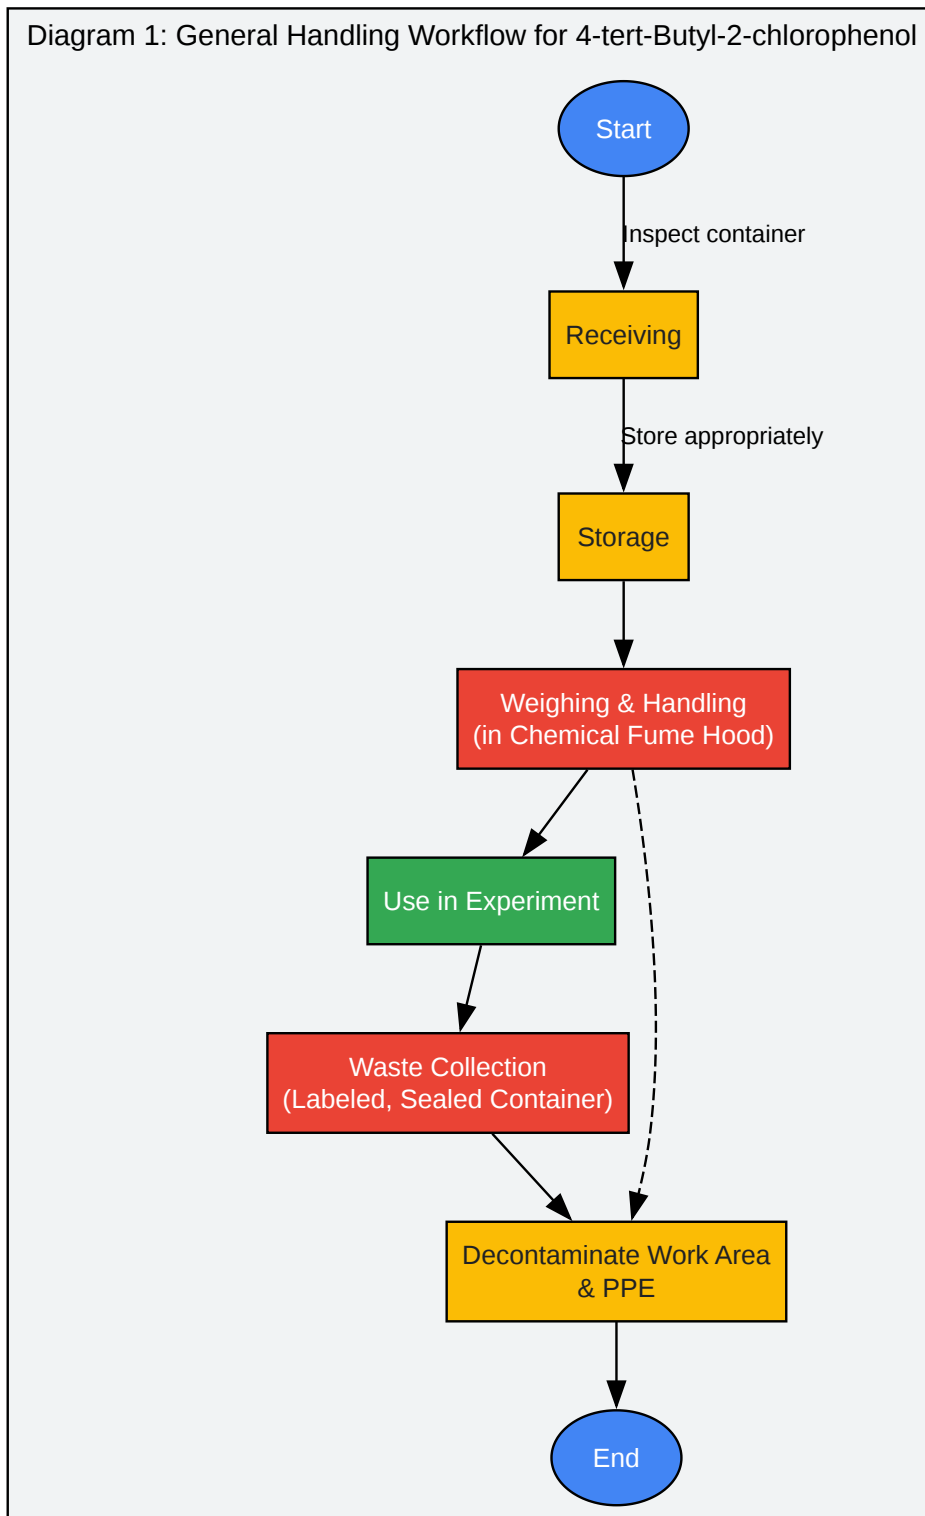 Diagram 1: General Handling Workflow for 4-tert-Butyl-2-chlorophenol
Start
Inspect container
Receiving
Store appropriately
Storage
Weighing & Handling
(in Chemical Fume Hood)
Use in Experiment
Waste Collection
(Labeled, Sealed Container)
Decontaminate Work Area
& PPE
End